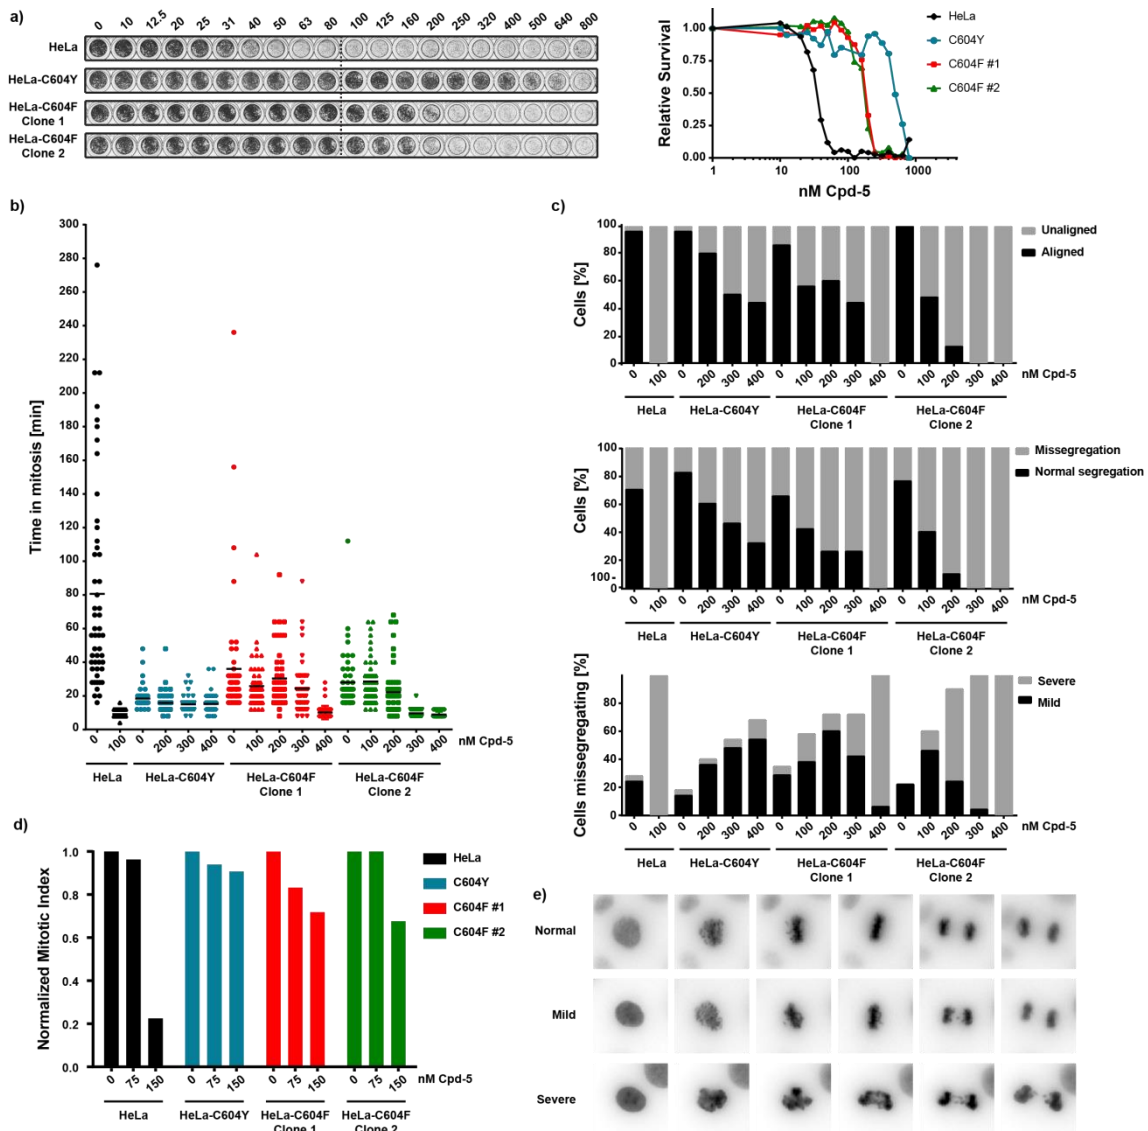 a)
0 10 12.5 20 25 31 40 50 63 80 100 125 160 200 250 320 400 500 640 800
HeLa
HeLa-C604Y
HeLa-C604F
Clone 1
HeLa-C604F
Clone 2
Relative Survival
1.00
0.75
0.50
0.25
0.00
1 10 100 1000
nM Cpd-5
HeLa
C604Y
C604F #1
C604F #2
b)
Time in mitosis [min]
300
280
260
240
220
200
180
160
140
120
100
80
60
40
20
0
0 100 0 200 300 400 0 100 200 63 300 400 0 100 125 200 300 400 nM Cpd-5
HeLa HeLa-C604Y HeLa-C604F HeLa-C604F
Clone 1 Clone 2
c)
Cells [%]
100
80
60
40
20
0
Unaligned
Aligned
0 100 0 200 300 400 0 100 200 300 400 0 100 200 300 400 nM Cpd-5
HeLa HeLa-C604Y HeLa-C604F HeLa-C604F
Clone 1 Clone 2
Cells [%]
100
80
60
40
20
0
100
Missegregation
Normal segregation
0 100 0 200 300 400 0 100 200 300 400 0 100 200 300 400 nM Cpd-5
HeLa HeLa-C604Y HeLa-C604F HeLa-C604F
Clone 1 Clone 2
Cells missegregating [%]
80
60
40
20
0
Severe
Mild
0 100 0 200 300 400 0 100 200 300 400 0 100 200 300 400 nM Cpd-5
HeLa HeLa-C604Y HeLa-C604F HeLa-C604F
Clone 1 Clone 2
d)
Normalized Mitotic Index
1.0
0.8
0.6
0.4
0.2
0.0
HeLa
C604Y
C604F #1
C604F #2
0 75 150 0 75 150 0 75 150 0 75 150 nM Cpd-5
HeLa HeLa-C604Y HeLa-C604F HeLa-C604F
Clone 1 Clone 2
e)
Normal
Mild
Severe